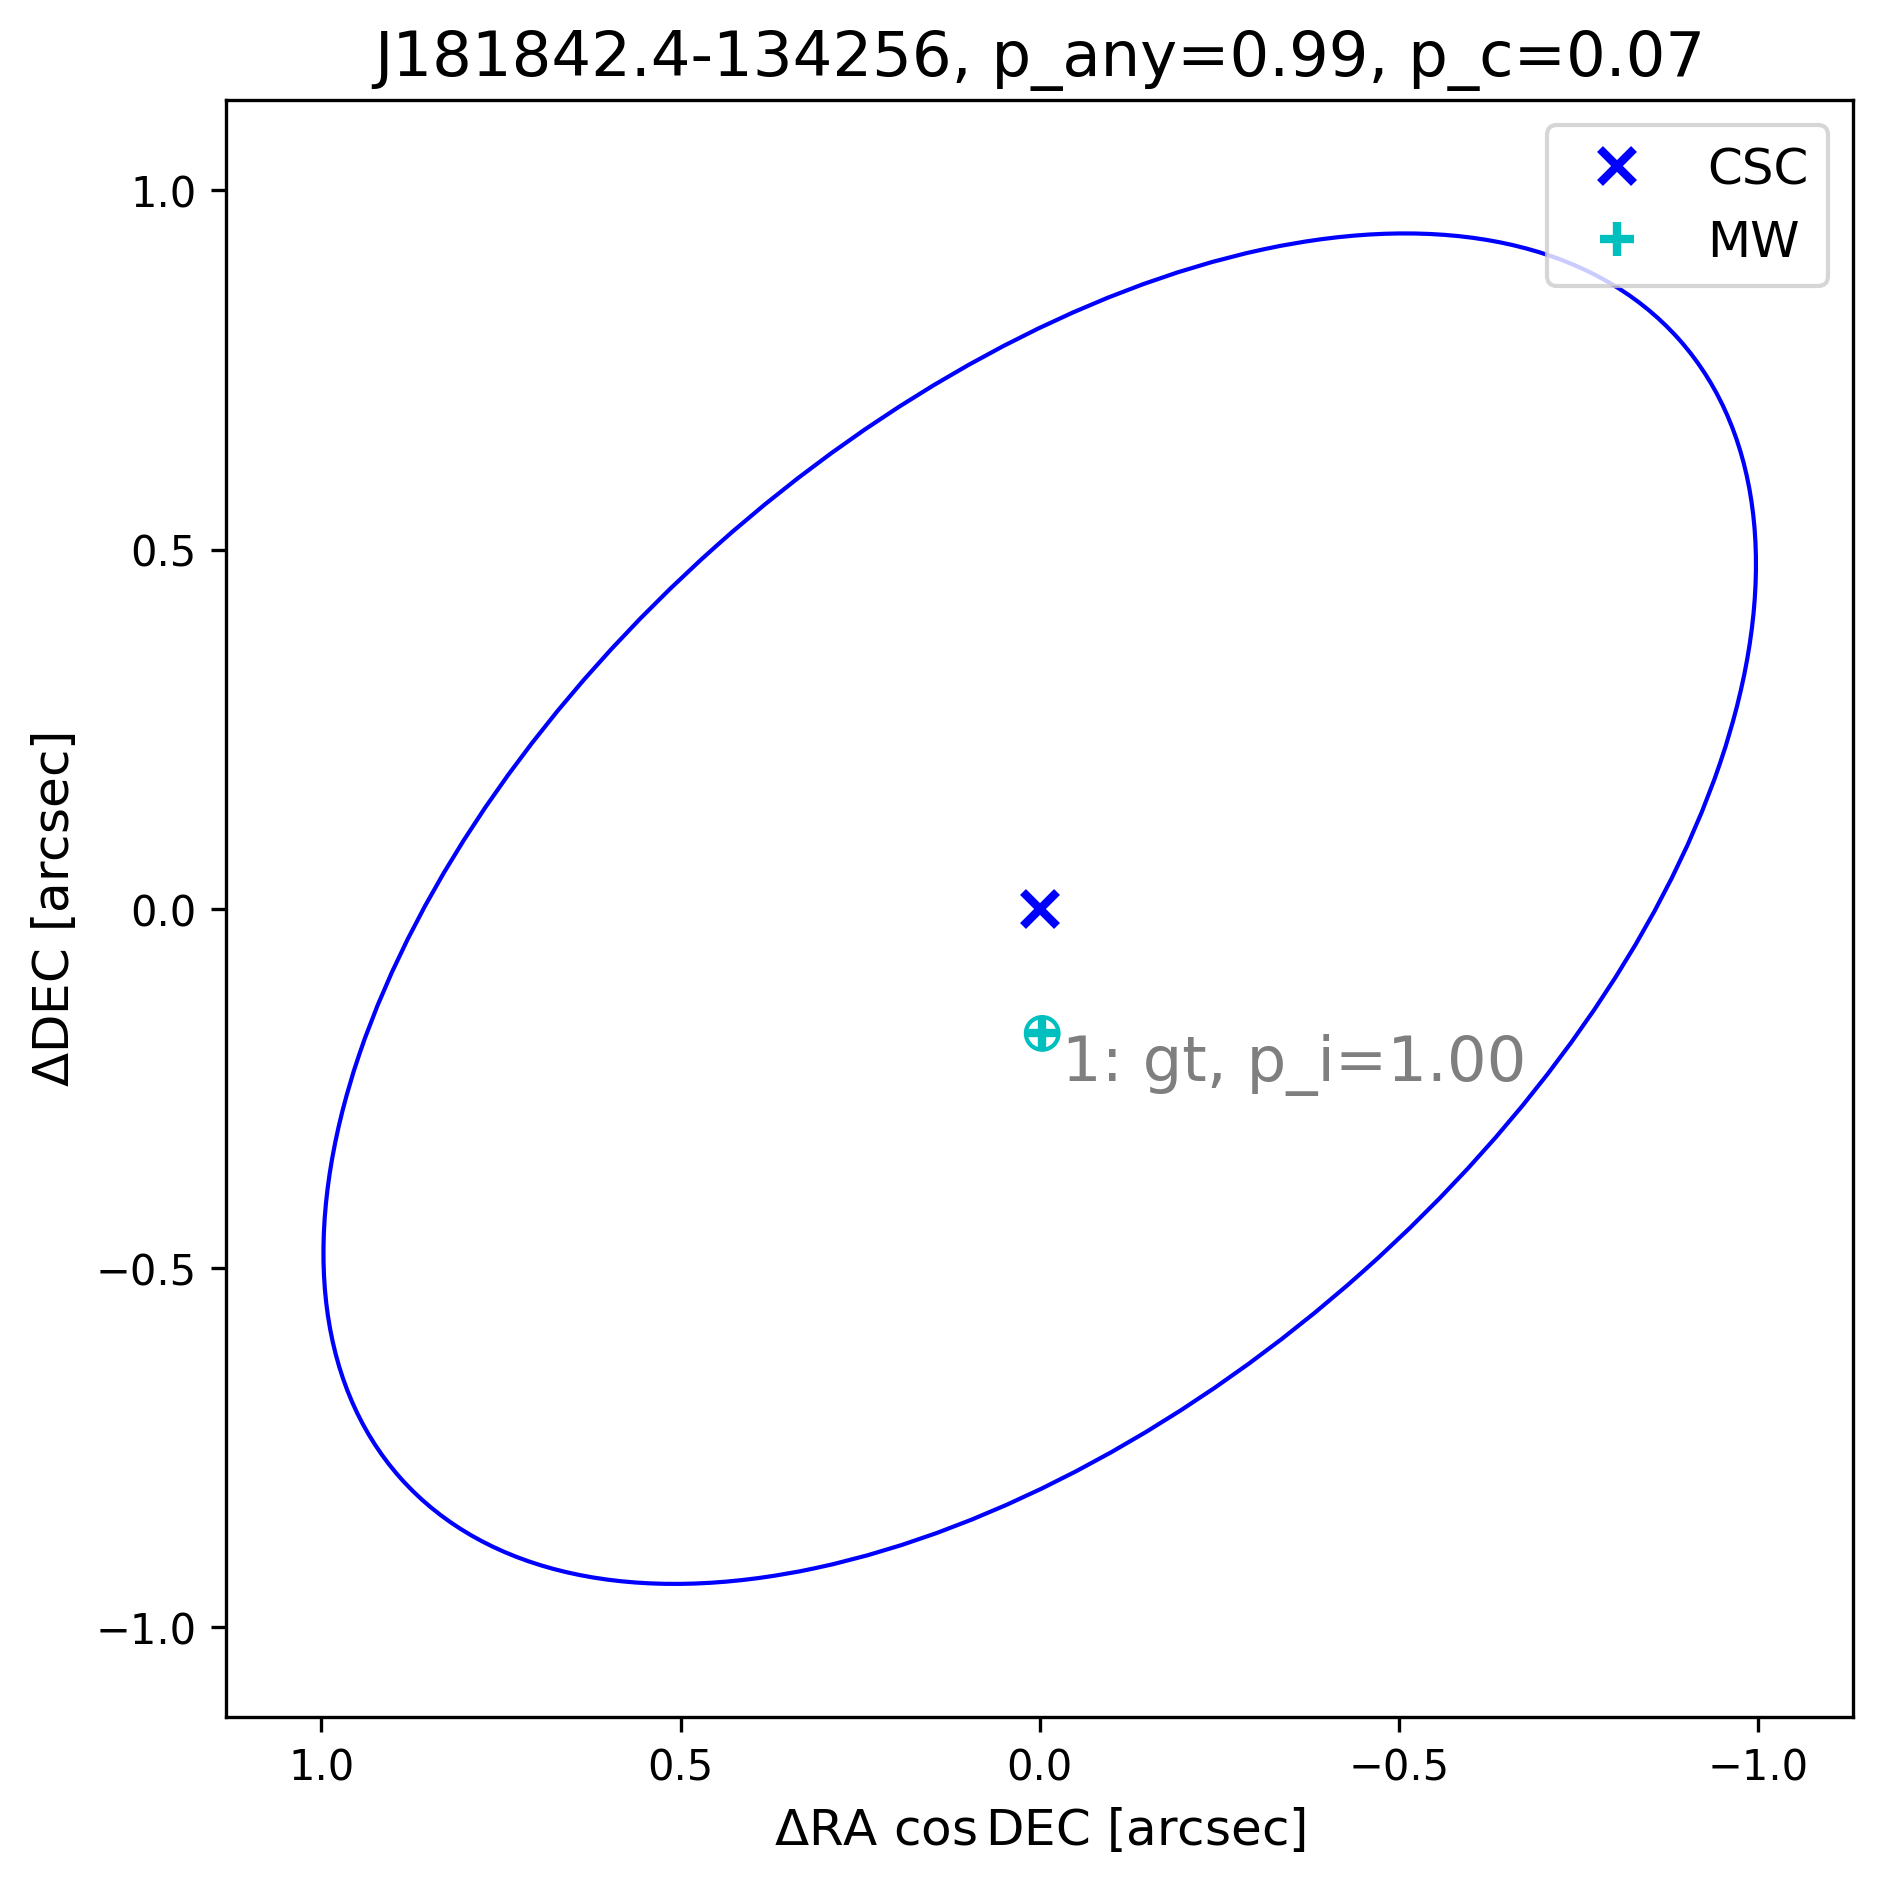 J181842.4-134256, p_any=0.99, p_c=0.07
CSC
MW
1.0
0.5
0.0
−0.5
−1.0
ΔDEC [arcsec]
1: gt, p_i=1.00
1.0
0.5
0.0
−0.5
−1.0
ΔRA cos DEC [arcsec]